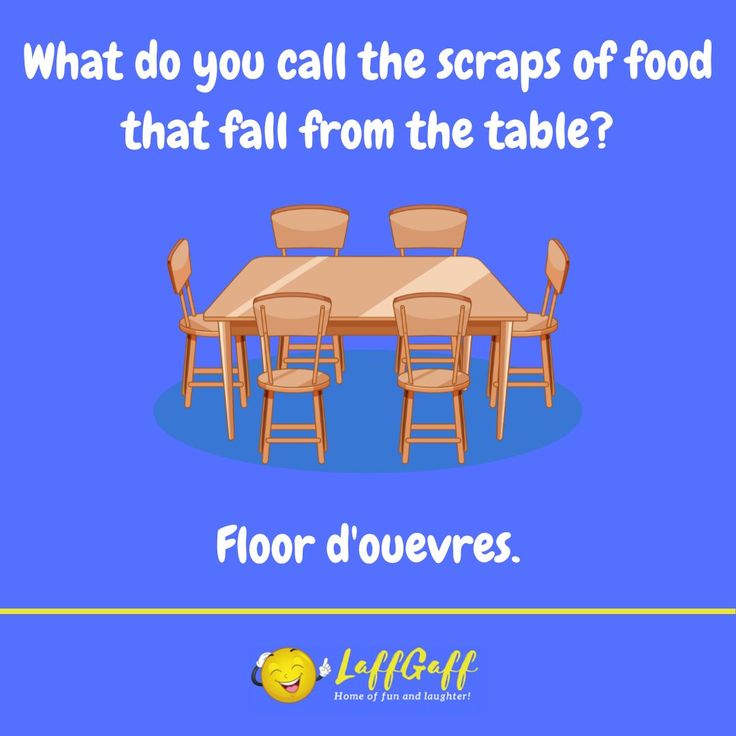 What do you call the scraps of food
that fall from the table?
Floor d'ouevres.
LaffGaff
Home of fun and laughter!